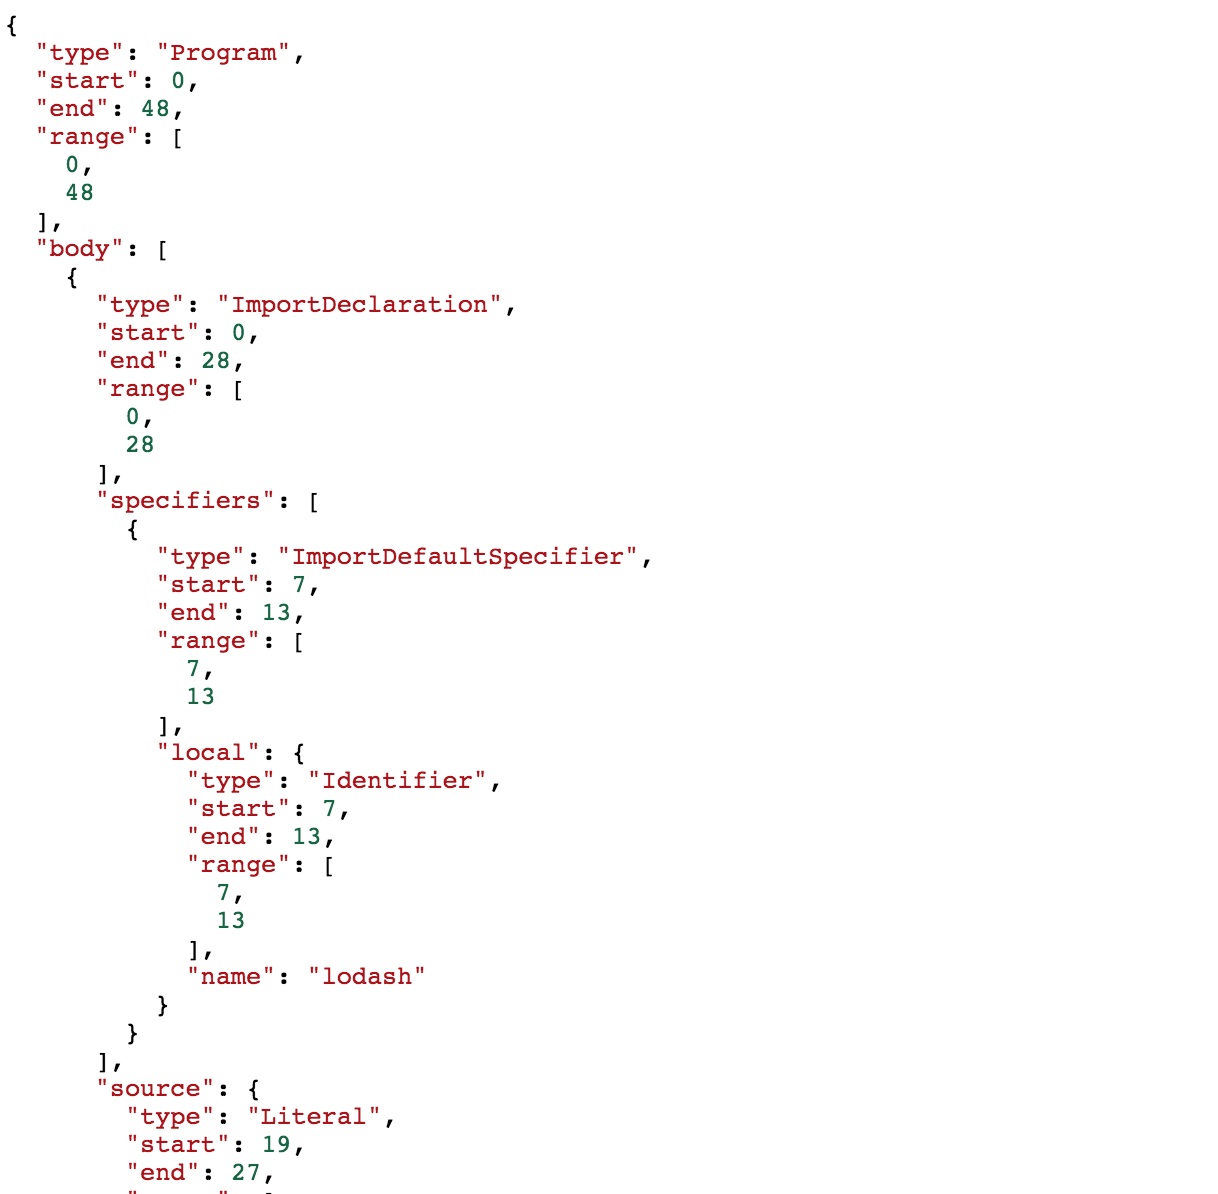 {
  "type": "Program",
  "start": 0,
  "end": 48,
  "range": [
    0,
    48
  ],
  "body": [
    {
      "type": "ImportDeclaration",
      "start": 0,
      "end": 28,
      "range": [
        0,
        28
      ],
      "specifiers": [
        {
          "type": "ImportDefaultSpecifier",
          "start": 7,
          "end": 13,
          "range": [
            7,
            13
          ],
          "local": {
            "type": "Identifier",
            "start": 7,
            "end": 13,
            "range": [
              7,
              13
            ],
            "name": "lodash"
          }
        }
      ],
      "source": {
        "type": "Literal",
        "start": 19,
        "end": 27,